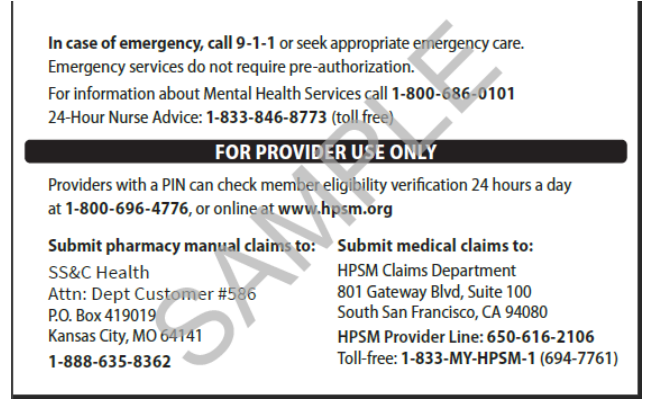 In case of emergency, call 9-1-1 or seek appropriate emergency care.
Emergency services do not require pre-authorization.
For information about Mental Health Services call 1-800-686-0101
24-Hour Nurse Advice: 1-833-846-8773 (toll free)
FOR PROVIDER USE ONLY
Providers with a PIN can check member eligibility verification 24 hours a day
at 1-800-696-4776, or online at www.hpsm.org
Submit pharmacy manual claims to:
SS&C Health
Attn: Dept Customer #586
P.O. Box 419019
Kansas City, MO 64141
1-888-635-8362
Submit medical claims to:
HPSM Claims Department
801 Gateway Blvd, Suite 100
South San Francisco, CA 94080
HPSM Provider Line: 650-616-2106
Toll-free: 1-833-MY-HPSM-1 (694-7761)
SAMPLE